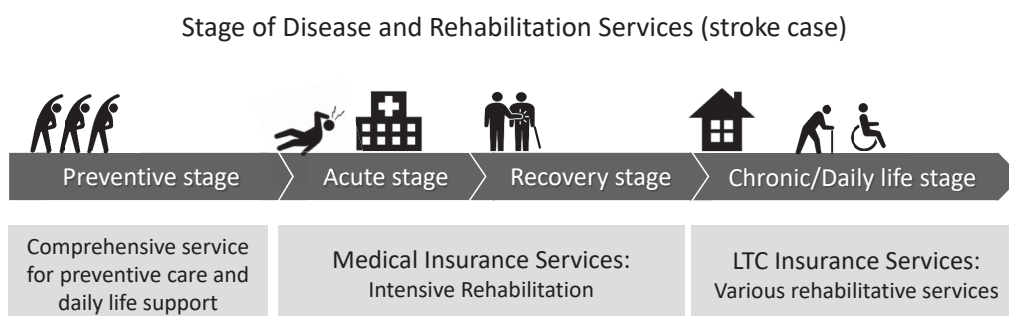 Stage of Disease and Rehabilitation Services (stroke case)
Preventive stage
Acute stage
Recovery stage
Chronic/Daily life stage
Comprehensive service
for preventive care and
daily life support
Medical Insurance Services:
Intensive Rehabilitation
LTC Insurance Services:
Various rehabilitative services